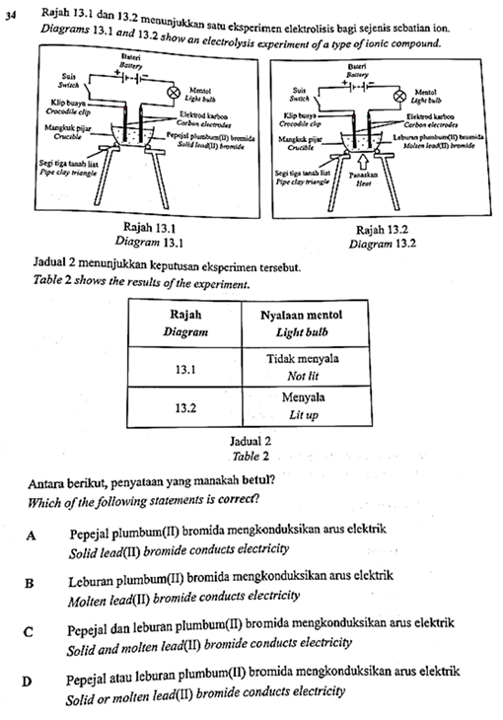 34 Rajah 13.1 dan 13.2 menunjukkan satu eksperimen elektrolisis bagi sejenis sebatian ion.
Diagrams 13.1 and 13.2 show an electrolysis experiment of a type of ionic compound.
Bateri
Battery
Suis
Switch
+
-
Mentol
Light bulb
Klip buaya
Crocodile clip
Elektrod karbon
Carbon electrodes
Mangkuk pijar
Crucible
Pepejal plumbum(II) bromida
Solid lead(II) bromide
Segi tiga tanah liat
Pipe clay triangle
Rajah 13.1
Diagram 13.1
Bateri
Battery
Suis
Switch
+
-
Mentol
Light bulb
Klip buaya
Crocodile clip
Elektrod karbon
Carbon electrodes
Mangkuk pijar
Crucible
Leburan plumbum(II) bromida
Molten lead(II) bromide
Segi tiga tanah liat
Pipe clay triangle
Panaskan
Heat
Rajah 13.2
Diagram 13.2
Jadual 2 menunjukkan keputusan eksperimen tersebut.
Table 2 shows the results of the experiment.
Rajah
Diagram
Nyalaan mentol
Light bulb
13.1
Tidak menyala
Not lit
13.2
Menyala
Lit up
Jadual 2
Table 2
Antara berikut, penyataan yang manakah betul?
Which of the following statements is correct?
A Pepejal plumbum(II) bromida mengkonduksikan arus elektrik
Solid lead(II) bromide conducts electricity
B Leburan plumbum(II) bromida mengkonduksikan arus elektrik
Molten lead(II) bromide conducts electricity
C Pepejal dan leburan plumbum(II) bromida mengkonduksikan arus elektrik
Solid and molten lead(II) bromide conducts electricity
D Pepejal atau leburan plumbum(II) bromida mengkonduksikan arus elektrik
Solid or molten lead(II) bromide conducts electricity